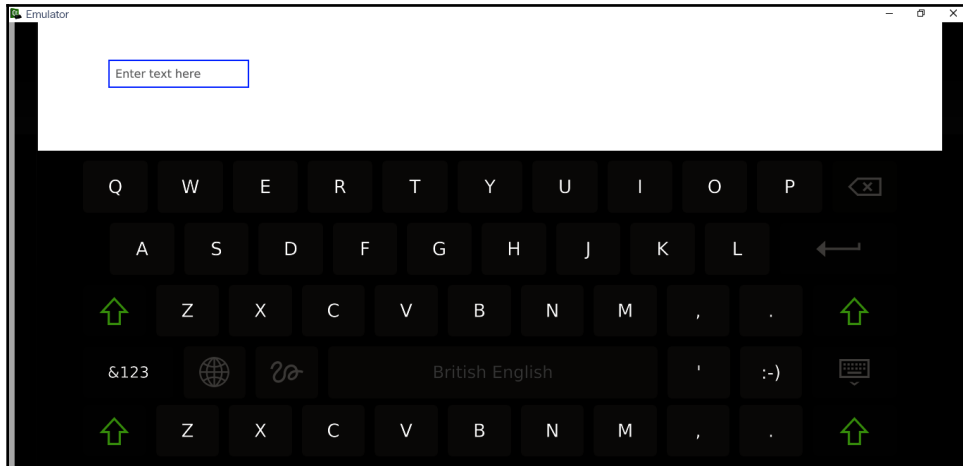 Emulator
Enter text here
Q W E R T Y U I O P
A S D F G H J K L
Z X C V B N M , .
&123 British English ' :-)
Z X C V B N M , .